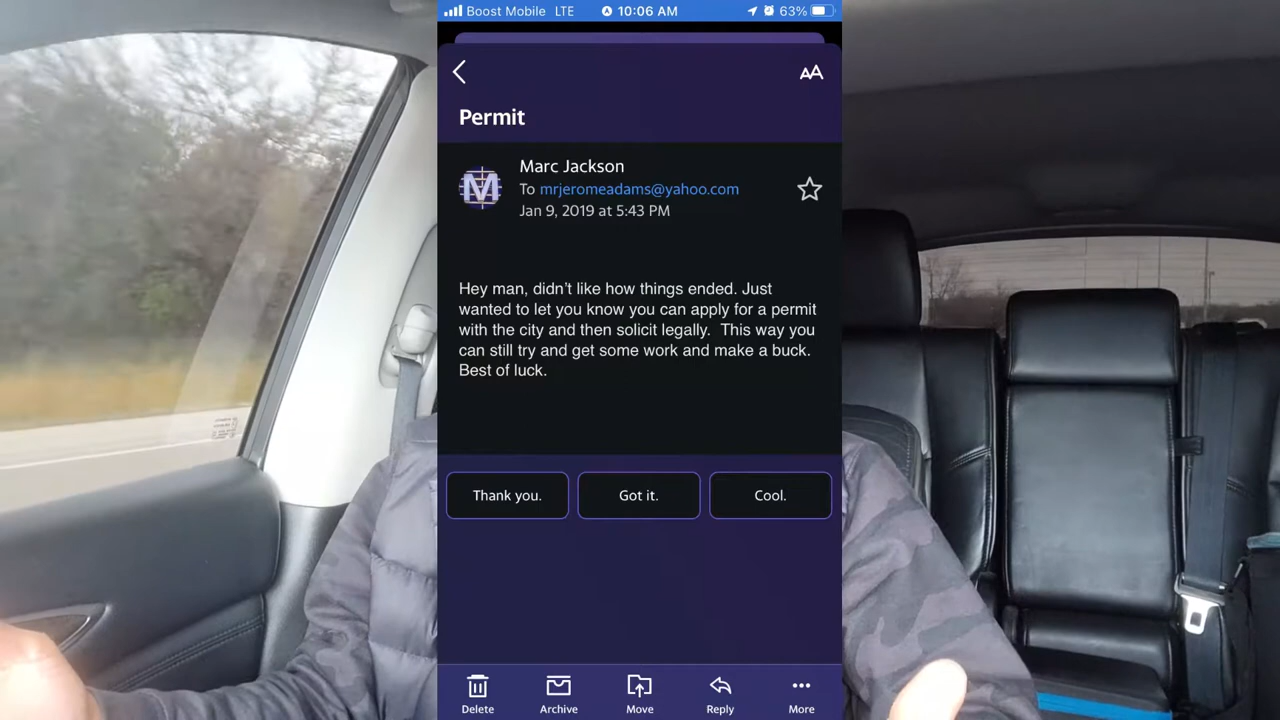 Boost Mobile LTE 10:06 AM 63%
AA
Permit
Marc Jackson
M
To mrjeromeadams@yahoo.com
Jan 9, 2019 at 5:43 PM
Hey man, didn't like how things ended. Just
wanted to let you know you can apply for a permit
with the city and then solicit legally.  This way you
can still try and get some work and make a buck.
Best of luck.
Thank you. Got it. Cool.
Delete Archive Move Reply More